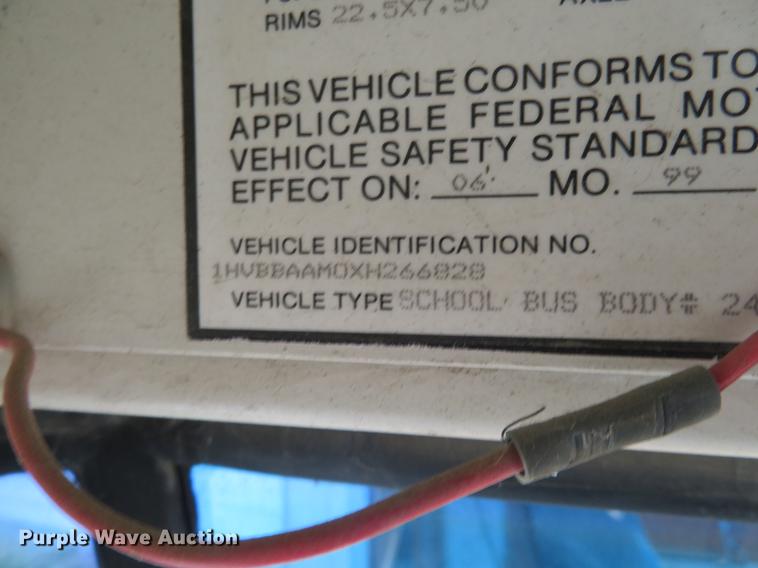 RIMS 22.5X7.50
THIS VEHICLE CONFORMS TO
APPLICABLE FEDERAL MO
VEHICLE SAFETY STANDARD
EFFECT ON: 06 MO. 99
VEHICLE IDENTIFICATION NO.
1HVBBAAM0XH266828
VEHICLE TYPE SCHOOL BUS BODY# 24
Purple Wave Auction